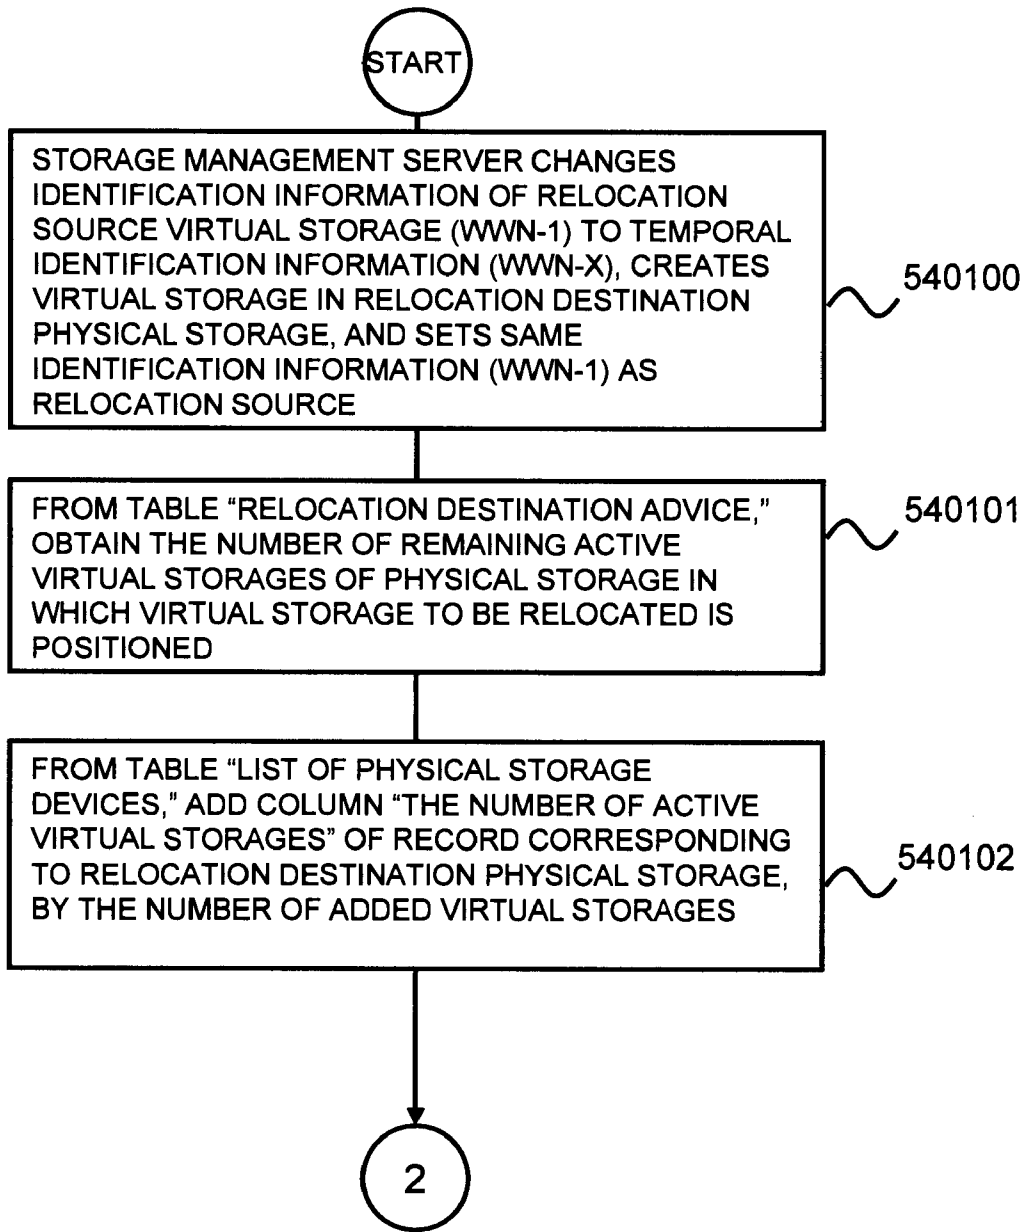 START
STORAGE MANAGEMENT SERVER CHANGES
IDENTIFICATION INFORMATION OF RELOCATION
SOURCE VIRTUAL STORAGE (WWN-1) TO TEMPORAL
IDENTIFICATION INFORMATION (WWN-X), CREATES
VIRTUAL STORAGE IN RELOCATION DESTINATION
PHYSICAL STORAGE, AND SETS SAME
IDENTIFICATION INFORMATION (WWN-1) AS
RELOCATION SOURCE
540100
FROM TABLE “RELOCATION DESTINATION ADVICE,”
OBTAIN THE NUMBER OF REMAINING ACTIVE
VIRTUAL STORAGES OF PHYSICAL STORAGE IN
WHICH VIRTUAL STORAGE TO BE RELOCATED IS
POSITIONED
540101
FROM TABLE “LIST OF PHYSICAL STORAGE
DEVICES,” ADD COLUMN “THE NUMBER OF ACTIVE
VIRTUAL STORAGES” OF RECORD CORRESPONDING
TO RELOCATION DESTINATION PHYSICAL STORAGE,
BY THE NUMBER OF ADDED VIRTUAL STORAGES
540102
2